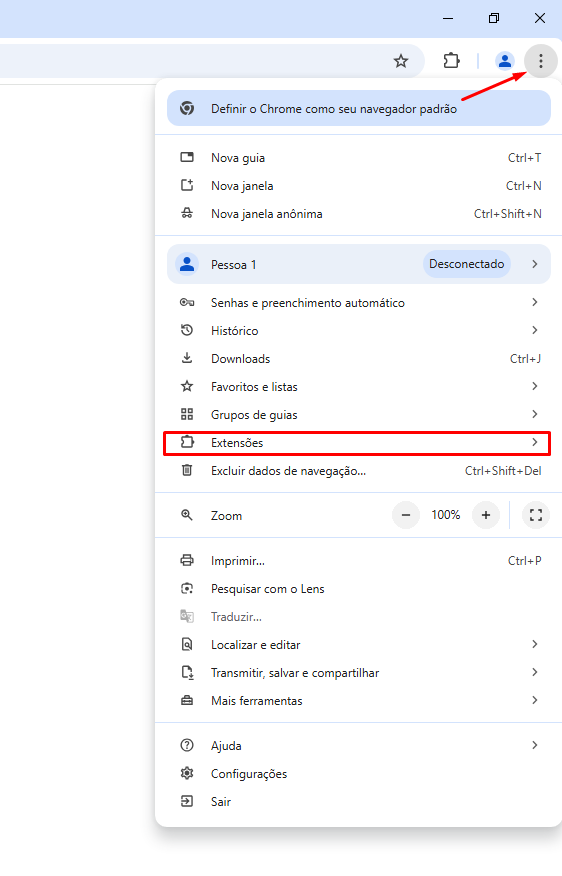 Definir o Chrome como seu navegador padrão
Nova guia Ctrl+T
Nova janela Ctrl+N
Nova janela anônima Ctrl+Shift+N
Pessoa 1 Desconectado
Senhas e preenchimento automático
Histórico
Downloads Ctrl+J
Favoritos e listas
Grupos de guias
Extensões
Excluir dados de navegação... Ctrl+Shift+Del
Zoom − 100% +
Imprimir... Ctrl+P
Pesquisar com o Lens
Traduzir...
Localizar e editar
Transmitir, salvar e compartilhar
Mais ferramentas
Ajuda
Configurações
Sair